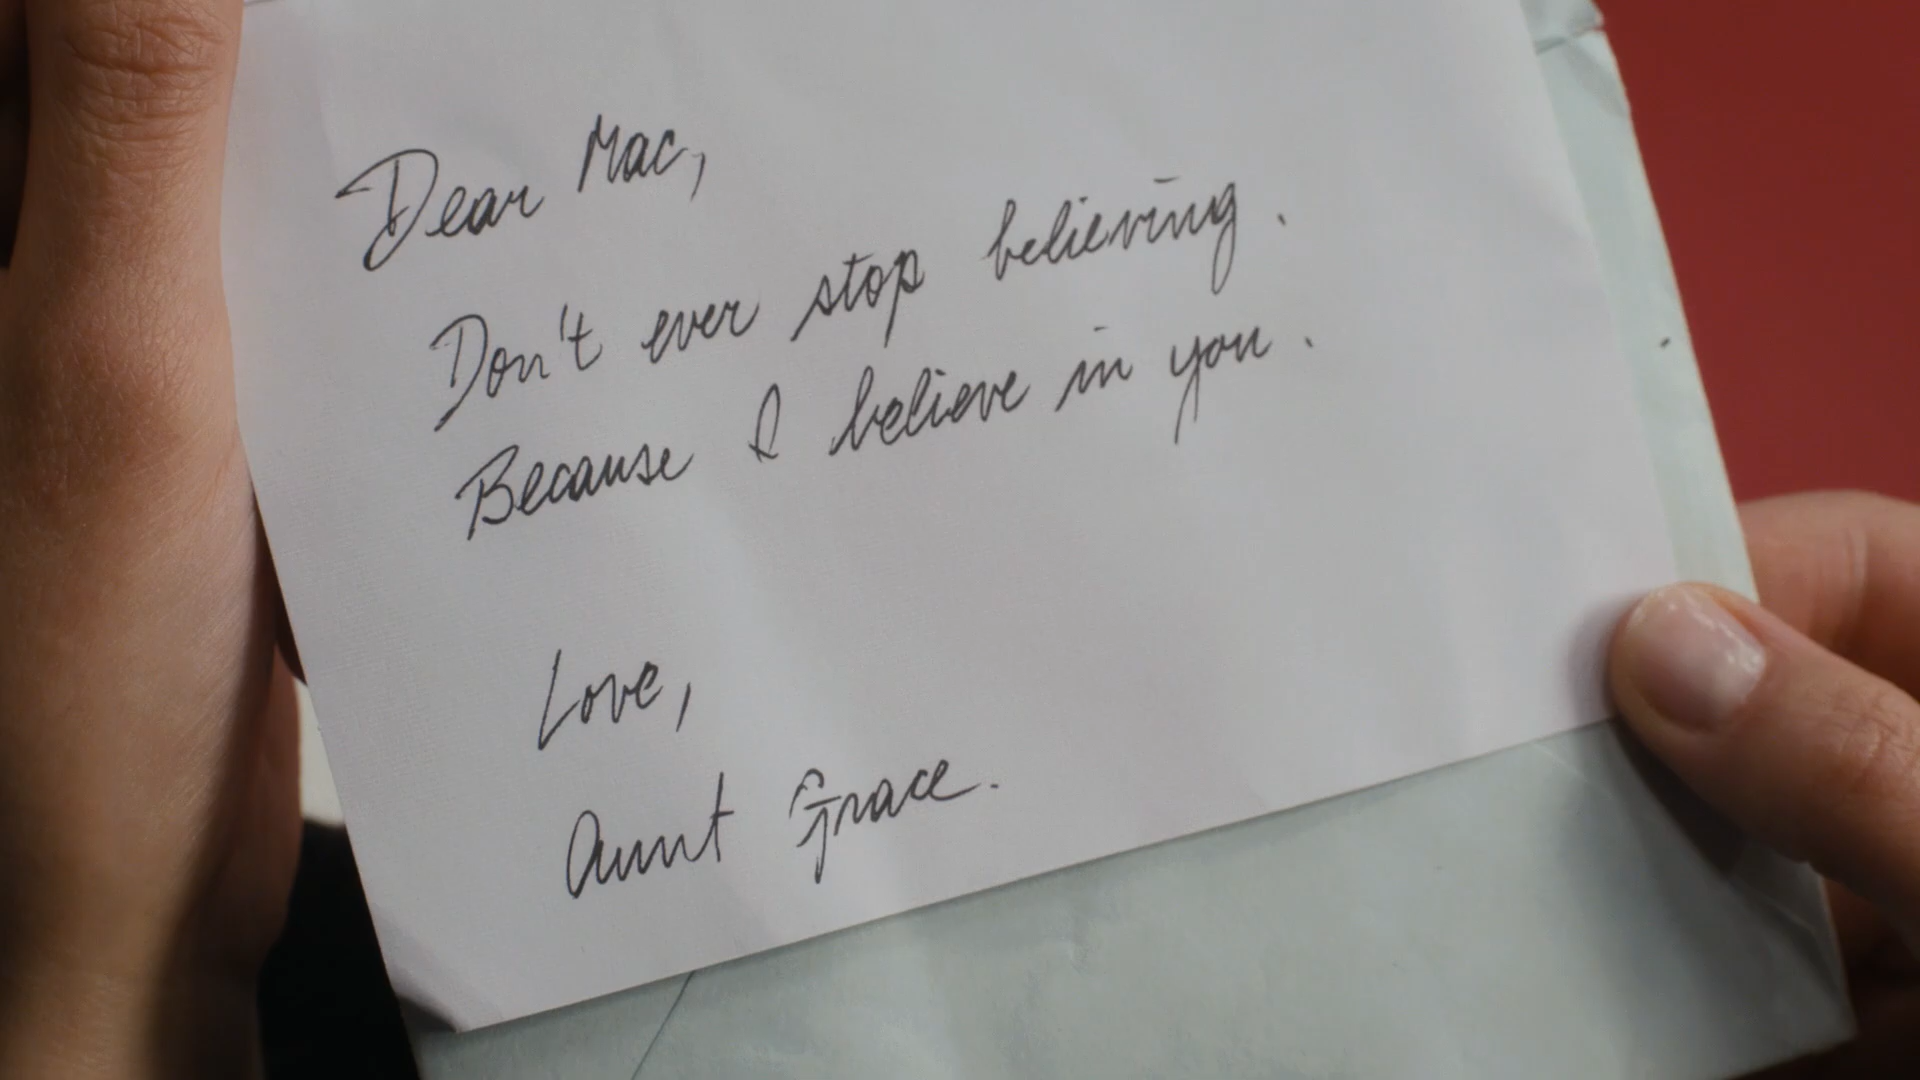 Dear Mac,
Don't ever stop believing.
Because I believe in you.
Love,
Aunt Grace.